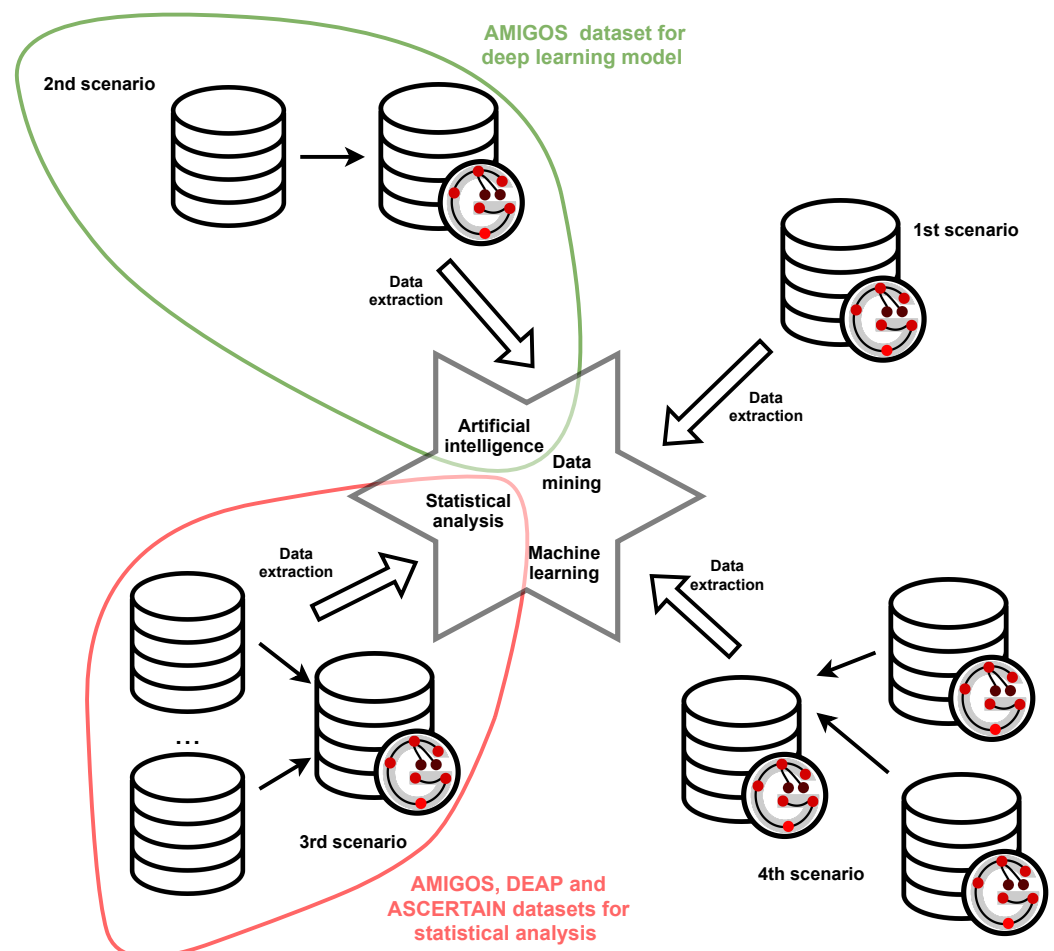 AMIGOS  dataset for
deep learning model
2nd scenario
1st scenario
Data
extraction
Data
extraction
Artificial
intelligence
Data
mining
Statistical
analysis
Machine
learning
Data
extraction
Data
extraction
...
3rd scenario
4th scenario
AMIGOS, DEAP and
ASCERTAIN datasets for
statistical analysis